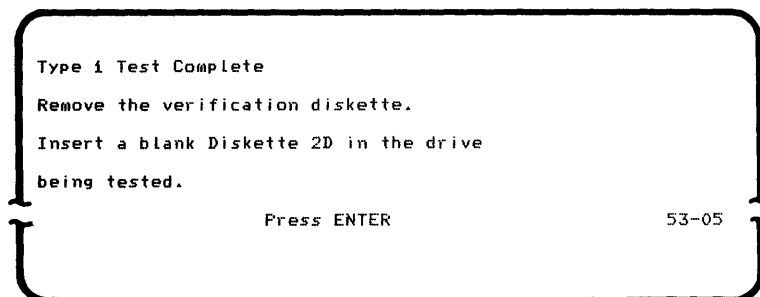 Type 1 Test Complete
Remove the verification diskette.
Insert a blank Diskette 2D in the drive
being tested.
Press ENTER 53-05